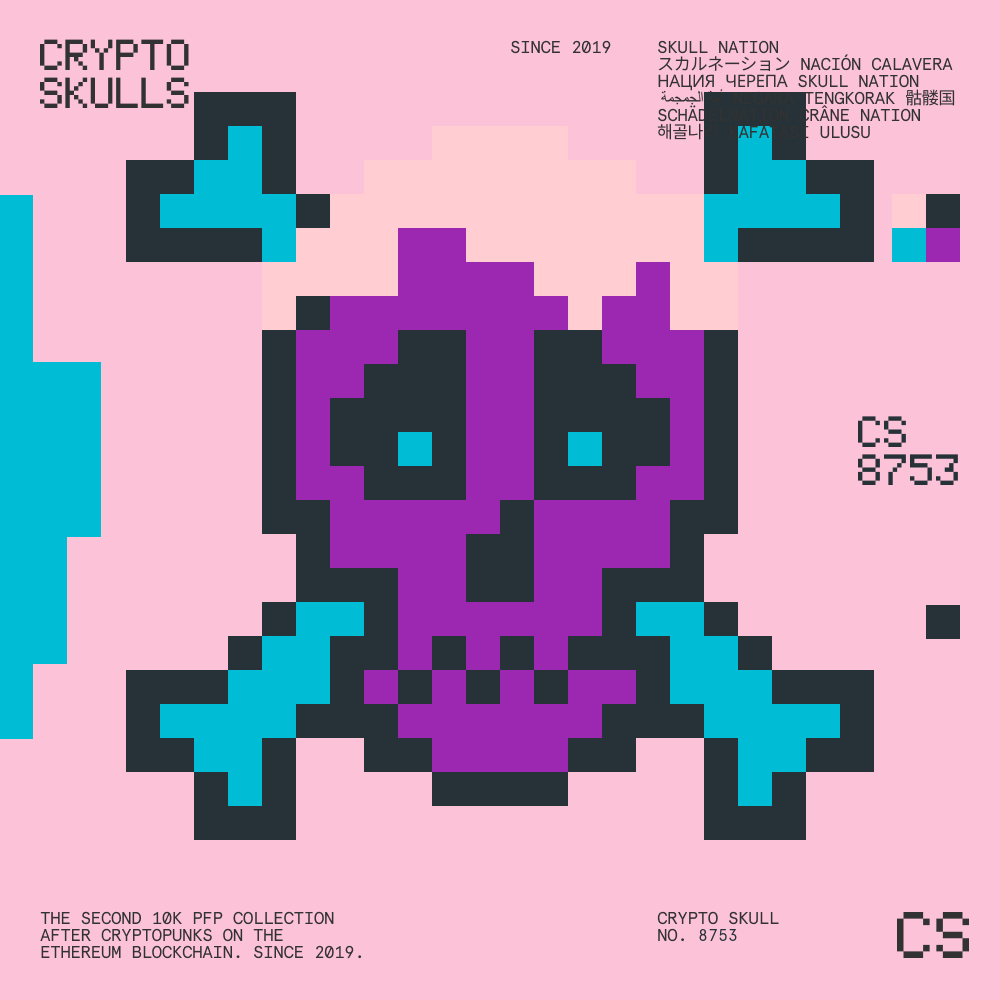 CRYPTO
SKULLS
SINCE 2019
SKULL NATION
スカルネーション NACIÓN CALAVERA
НАЦИЯ ЧЕРЕПА SKULL NATION
الجمجمة TENGKORAK 骷髅国
CRÂNE NATION
해골나 ULUSU
CS
8753
THE SECOND 10K PFP COLLECTION
AFTER CRYPTOPUNKS ON THE
ETHEREUM BLOCKCHAIN. SINCE 2019.
CRYPTO SKULL
NO. 8753
CS